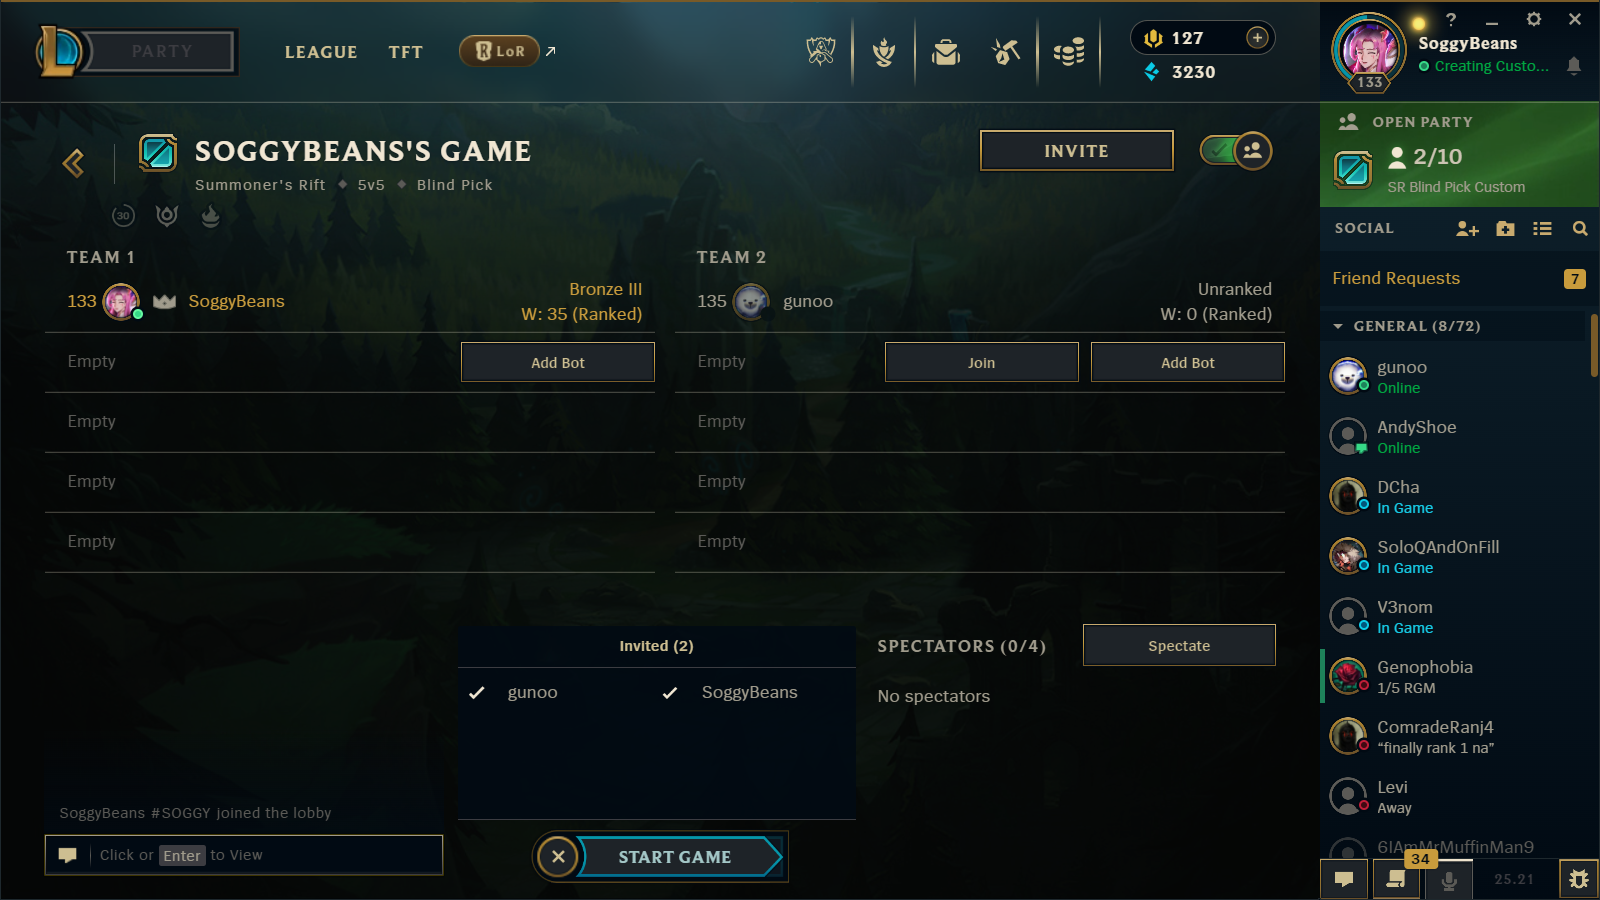 PARTY
LEAGUE
TFT
LoR
127
3230
?
SoggyBeans
Creating Custo...
133
SOGGYBEANS'S GAME
Summoner's Rift ◆ 5v5 ◆ Blind Pick
30
INVITE
OPEN PARTY
2/10
SR Blind Pick Custom
SOCIAL
Friend Requests
7
TEAM 1
133 SoggyBeans
Bronze III
W: 35 (Ranked)
Empty
Add Bot
Empty
Empty
Empty
TEAM 2
135 gunoo
Unranked
W: 0 (Ranked)
Empty
Join
Add Bot
Empty
Empty
Empty
GENERAL (8/72)
gunoo
Online
AndyShoe
Online
DCha
In Game
SoloQAndOnFill
In Game
V3nom
In Game
Genophobia
1/5 RGM
ComradeRanj4
“finally rank 1 na”
Levi
Away
6IAmMrMuffinMan9
Invited (2)
gunoo
SoggyBeans
SPECTATORS (0/4)
Spectate
No spectators
SoggyBeans #SOGGY joined the lobby
Click or Enter to View
START GAME
34
25.21